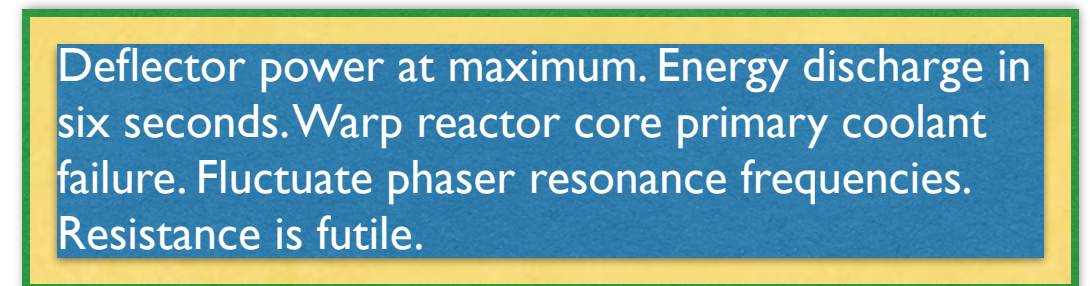 Deflector power at maximum. Energy discharge in
six seconds. Warp reactor core primary coolant
failure. Fluctuate phaser resonance frequencies.
Resistance is futile.